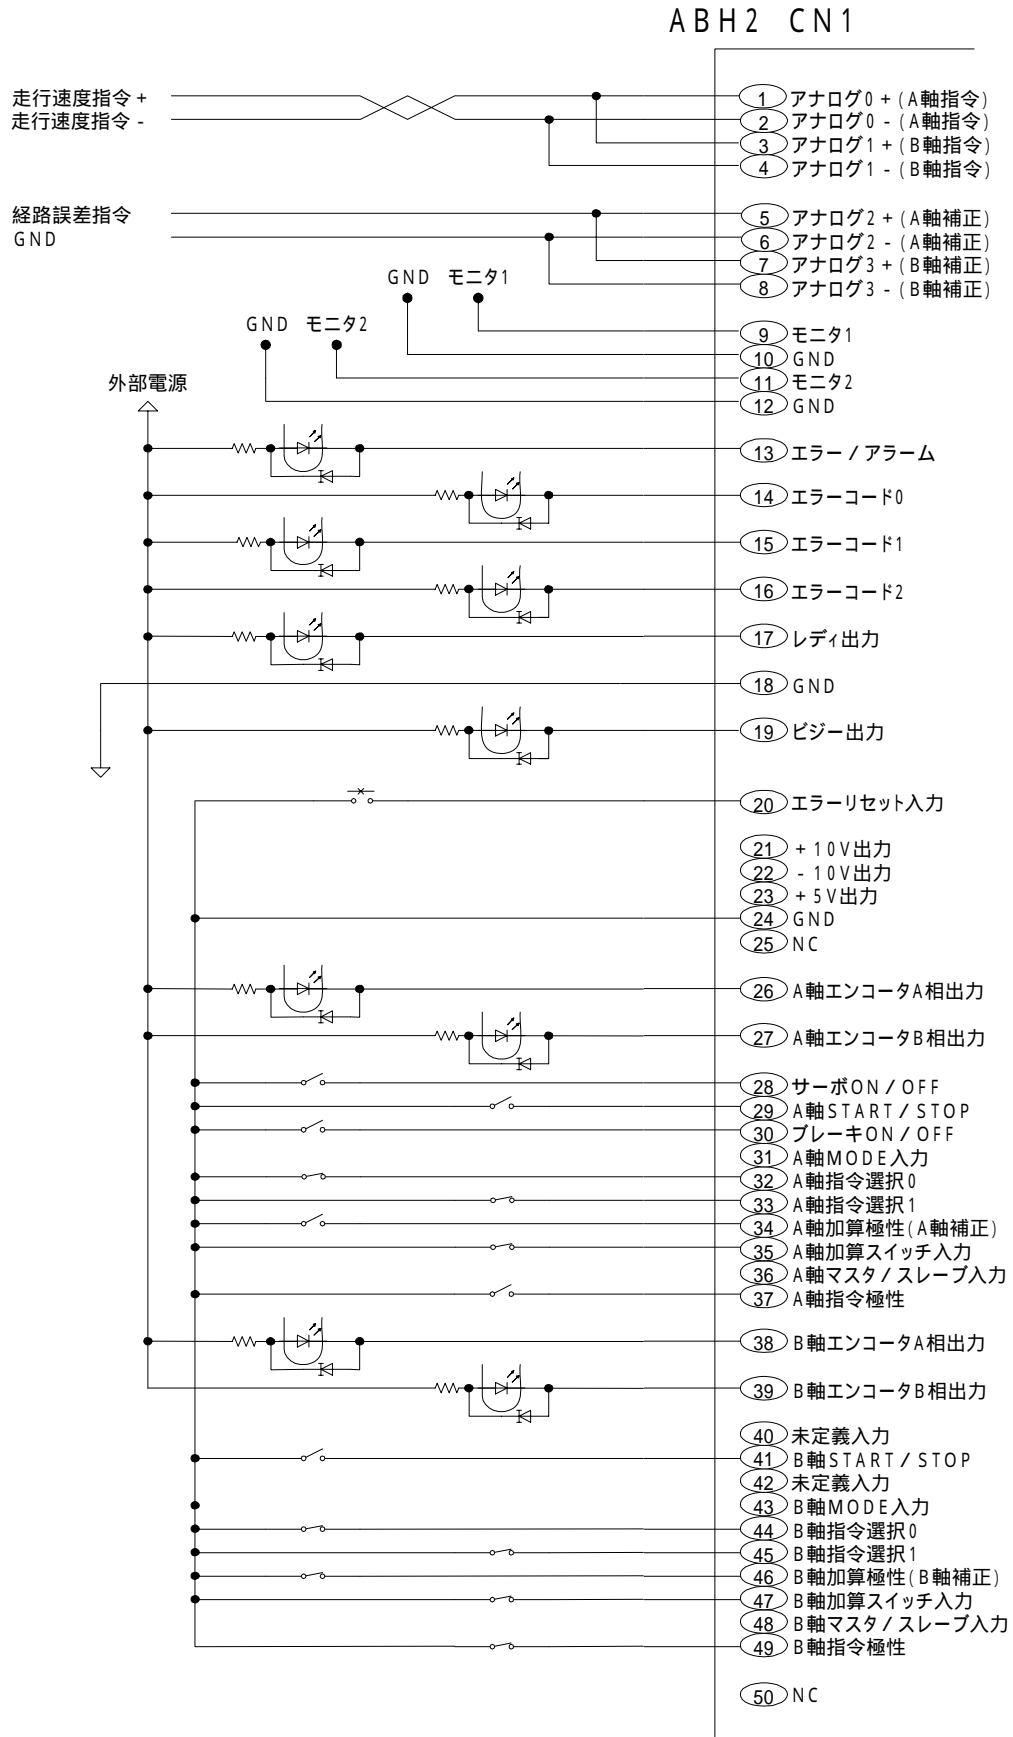 ABH2 CN1
走行速度指令+
走行速度指令-
1 アナログ0+(A軸指令)
2 アナログ0-(A軸指令)
3 アナログ1+(B軸指令)
4 アナログ1-(B軸指令)
経路誤差指令
GND
5 アナログ2+(A軸補正)
6 アナログ2-(A軸補正)
7 アナログ3+(B軸補正)
8 アナログ3-(B軸補正)
GND モニタ1
GND モニタ2
9 モニタ1
10 GND
11 モニタ2
12 GND
外部電源
13 エラー/アラーム
14 エラーコード0
15 エラーコード1
16 エラーコード2
17 レディ出力
18 GND
19 ビジー出力
20 エラーリセット入力
21 +10V出力
22 -10V出力
23 +5V出力
24 GND
25 NC
26 A軸エンコータA相出力
27 A軸エンコータB相出力
28 サーボON/OFF
29 A軸START/STOP
30 ブレーキON/OFF
31 A軸MODE入力
32 A軸指令選択0
33 A軸指令選択1
34 A軸加算極性(A軸補正)
35 A軸加算スイッチ入力
36 A軸マスタ/スレーブ入力
37 A軸指令極性
38 B軸エンコータA相出力
39 B軸エンコータB相出力
40 未定義入力
41 B軸START/STOP
42 未定義入力
43 B軸MODE入力
44 B軸指令選択0
45 B軸指令選択1
46 B軸加算極性(B軸補正)
47 B軸加算スイッチ入力
48 B軸マスタ/スレーブ入力
49 B軸指令極性
50 NC